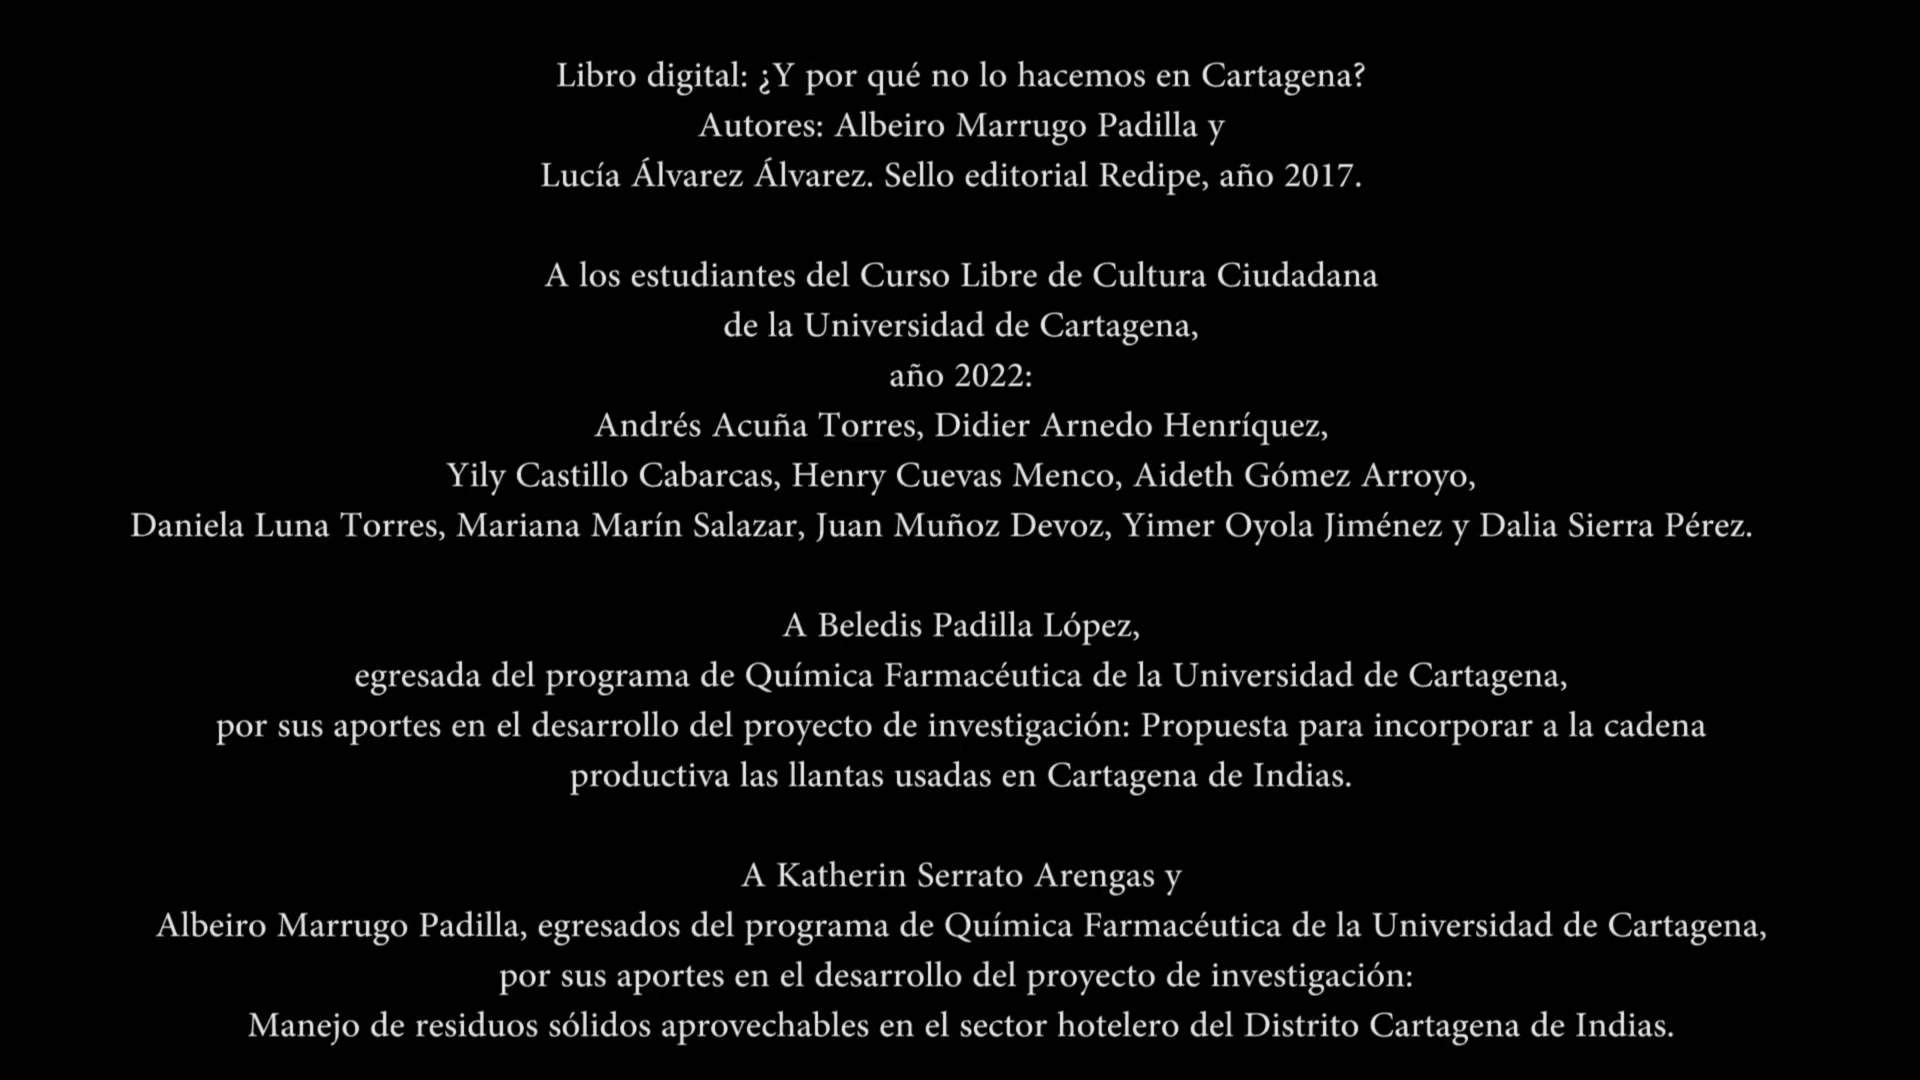 Libro digital: ¿Y por qué no lo hacemos en Cartagena?
Autores: Albeiro Marrugo Padilla y
Lucía Álvarez Álvarez. Sello editorial Redipe, año 2017.
A los estudiantes del Curso Libre de Cultura Ciudadana
de la Universidad de Cartagena,
año 2022:
Andrés Acuña Torres, Didier Arnedo Henríquez,
Yily Castillo Cabarcas, Henry Cuevas Menco, Aideth Gómez Arroyo,
Daniela Luna Torres, Mariana Marín Salazar, Juan Muñoz Devoz, Yimer Oyola Jiménez y Dalia Sierra Pérez.
A Beledis Padilla López,
egresada del programa de Química Farmacéutica de la Universidad de Cartagena,
por sus aportes en el desarrollo del proyecto de investigación: Propuesta para incorporar a la cadena
productiva las llantas usadas en Cartagena de Indias.
A Katherin Serrato Arengas y
Albeiro Marrugo Padilla, egresados del programa de Química Farmacéutica de la Universidad de Cartagena,
por sus aportes en el desarrollo del proyecto de investigación:
Manejo de residuos sólidos aprovechables en el sector hotelero del Distrito Cartagena de Indias.